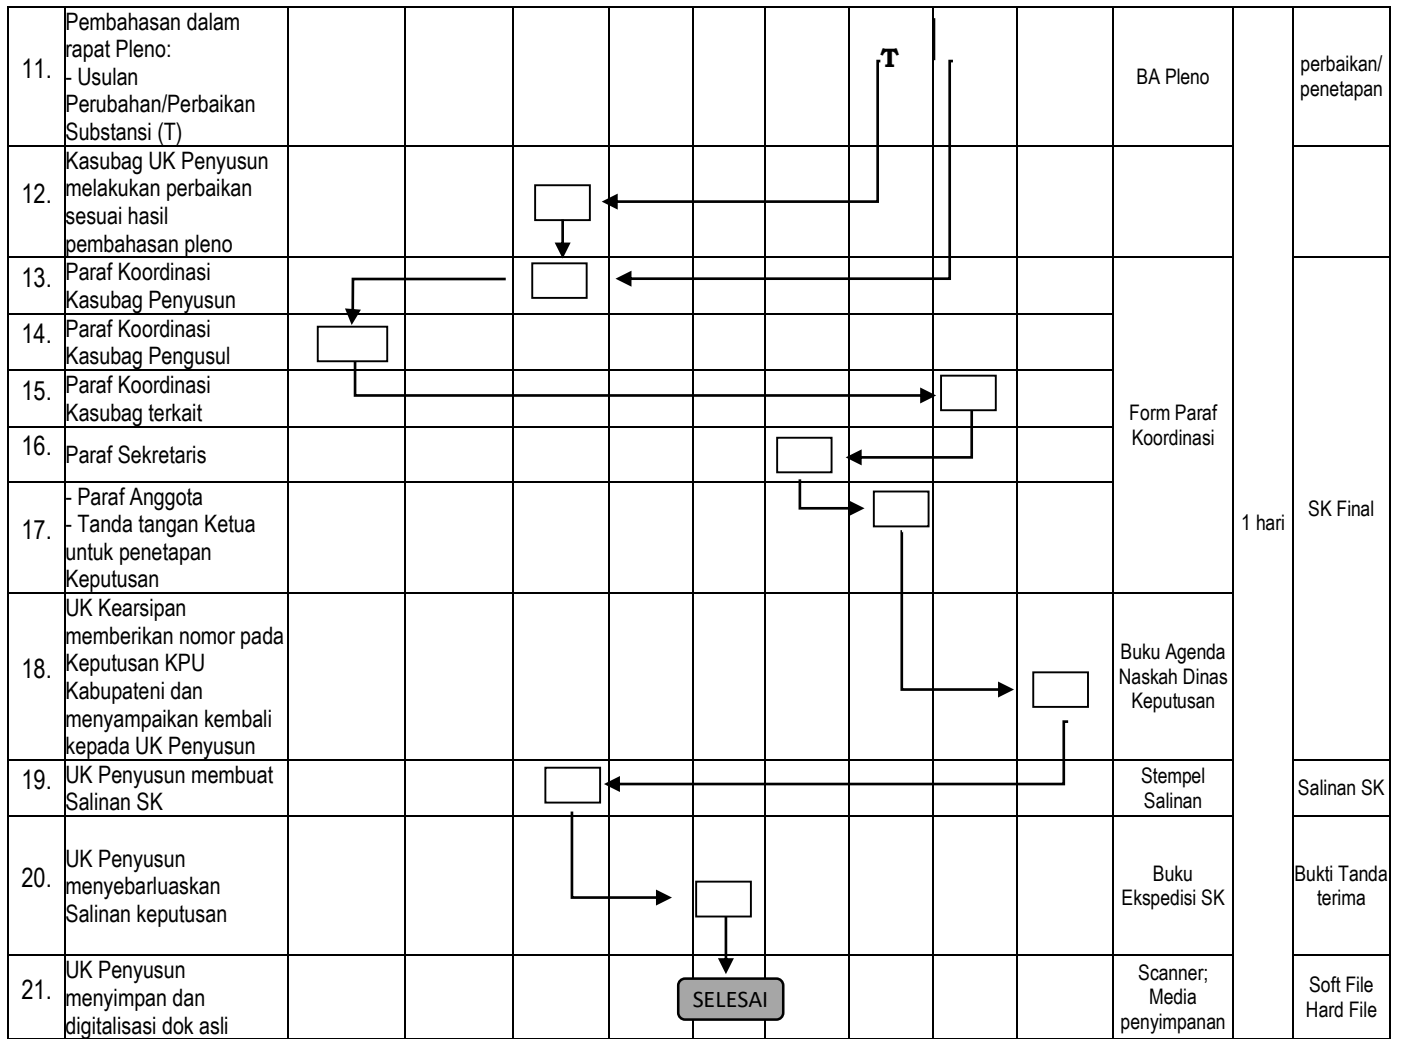 11.
Pembahasan dalam
rapat Pleno:
- Usulan
Perubahan/Perbaikan
Substansi (T)
T
BA Pleno
perbaikan/
penetapan
12.
Kasubag UK Penyusun
melakukan perbaikan
sesuai hasil
pembahasan pleno
13.
Paraf Koordinasi
Kasubag Penyusun
14.
Paraf Koordinasi
Kasubag Pengusul
15.
Paraf Koordinasi
Kasubag terkait
Form Paraf
Koordinasi
16.
Paraf Sekretaris
17.
- Paraf Anggota
- Tanda tangan Ketua
untuk penetapan
Keputusan
1 hari
SK Final
18.
UK Kearsipan
memberikan nomor pada
Keputusan KPU
Kabupateni dan
menyampaikan kembali
kepada UK Penyusun
Buku Agenda
Naskah Dinas
Keputusan
19.
UK Penyusun membuat
Salinan SK
Stempel
Salinan
Salinan SK
20.
UK Penyusun
menyebarluaskan
Salinan keputusan
Buku
Ekspedisi SK
Bukti Tanda
terima
21.
UK Penyusun
menyimpan dan
digitalisasi dok asli
SELESAI
Scanner;
Media
penyimpanan
Soft File
Hard File